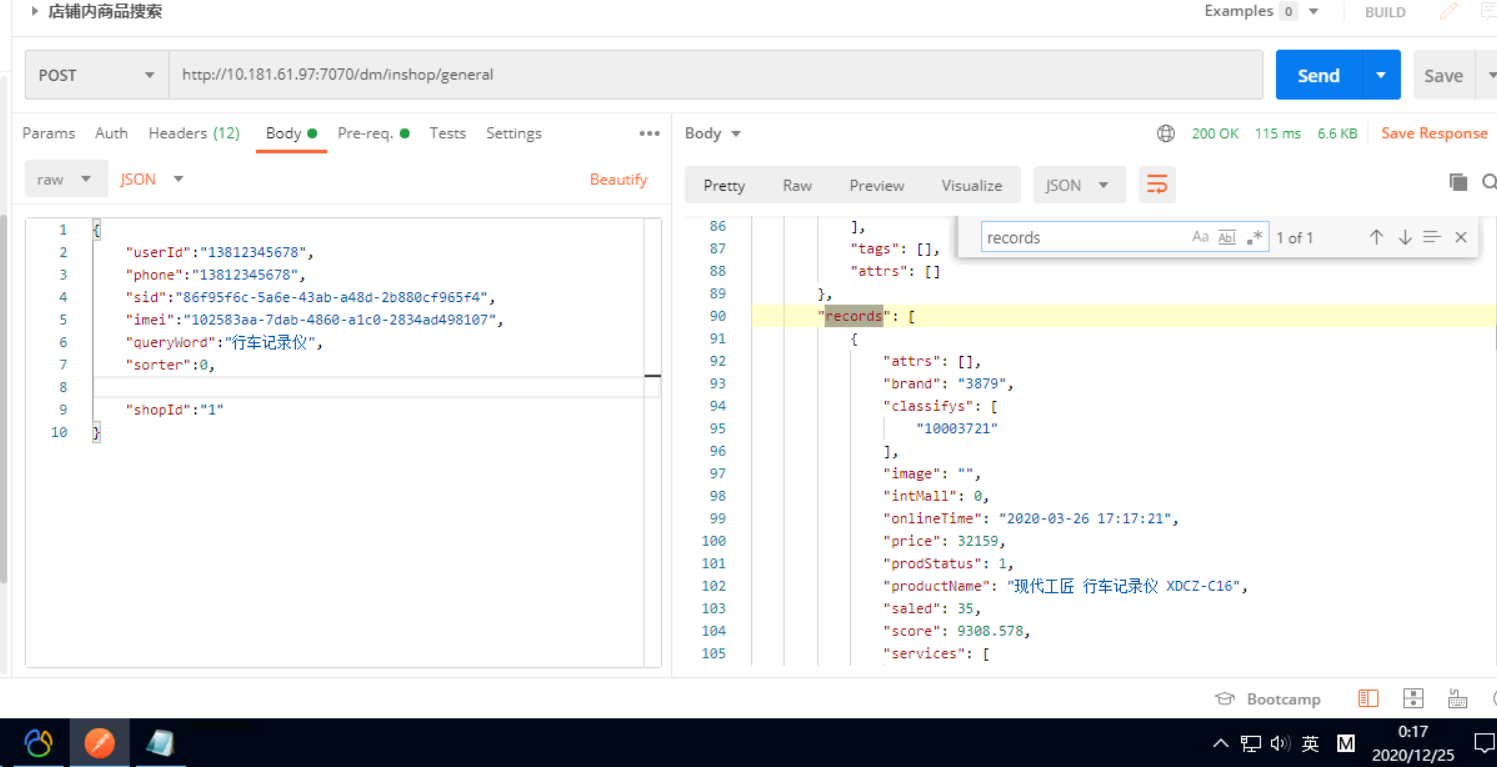 店铺内商品搜索
Examples 0 BUILD
POST http://10.181.61.97:7070/dm/inshop/general Send Save
Params Auth Headers (12) Body Pre-req. Tests Settings
Body 200 OK 115 ms 6.6 KB Save Response
raw JSON Beautify
Pretty Raw Preview Visualize JSON
1 {
2 "userId":"13812345678",
3 "phone":"13812345678",
4 "sid":"86f95f6c-5a6e-43ab-a48d-2b880cf965f4",
5 "imei":"102583aa-7dab-4860-a1c0-2834ad498107",
6 "queryWord":"行车记录仪",
7 "sorter":0,
8
9 "shopId":"1"
10 }
records Aa Abl .* 1 of 1
86 ],
87 "tags": [],
88 "attrs": []
89 },
90 "records": [
91 {
92 "attrs": [],
93 "brand": "3879",
94 "classifys": [
95 "10003721"
96 ],
97 "image": "",
98 "intMall": 0,
99 "onlineTime": "2020-03-26 17:17:21",
100 "price": 32159,
101 "prodStatus": 1,
102 "productName": "现代工匠 行车记录仪 XDCZ-C16",
103 "saled": 35,
104 "score": 9308.578,
105 "services": [
Bootcamp
英 M 0:17
2020/12/25